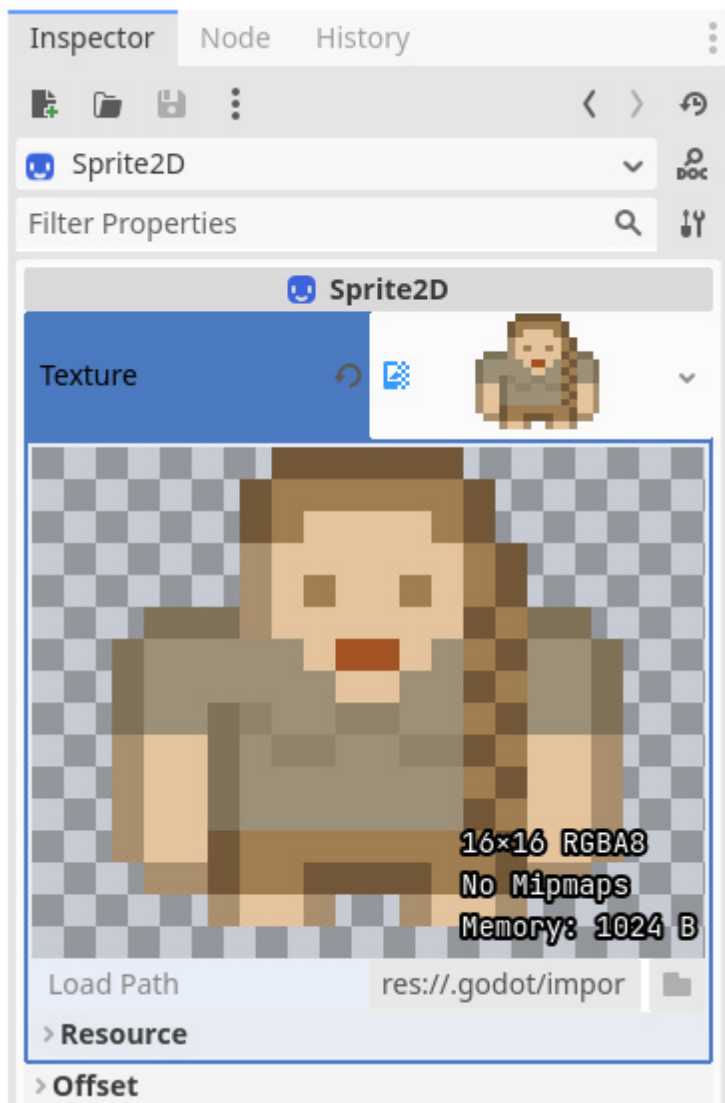 Inspector Node History
Sprite2D
DOC
Filter Properties
Sprite2D
Texture
16×16 RGBA8
No Mipmaps
Memory: 1024 B
Load Path res://.godot/impor
Resource
Offset